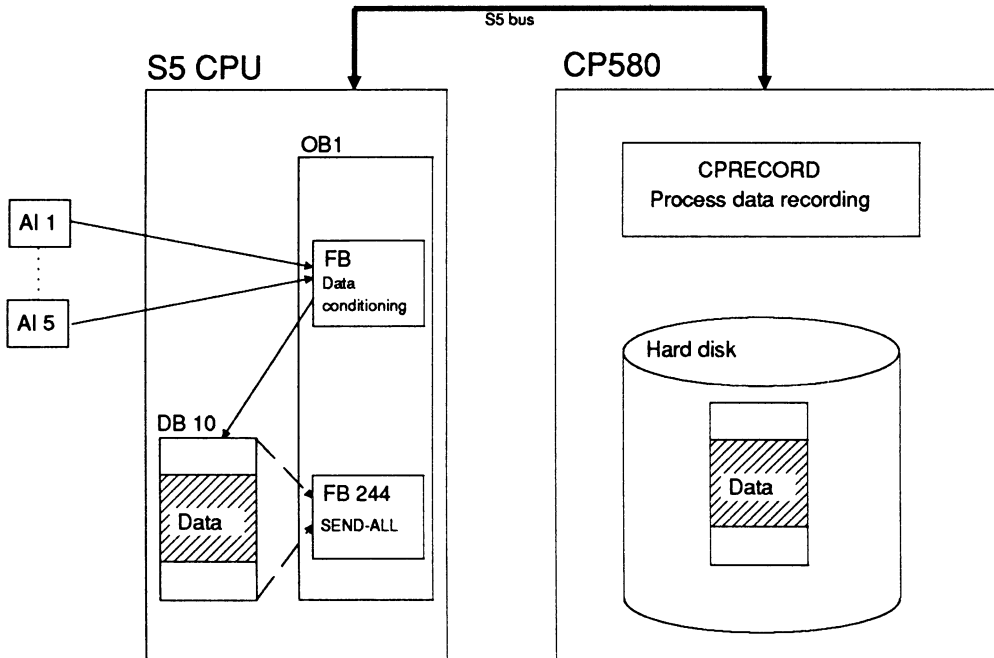 S5 bus
S5 CPU
CP580
OB1
CPRECORD
Process data recording
AI 1
FB
Data
conditioning
AI 5
Hard disk
DB 10
Data
FB 244
SEND-ALL
Data